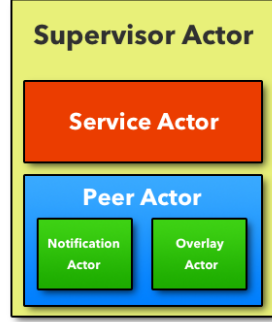 Supervisor Actor
Service Actor
Peer Actor
Notification
Actor
Overlay
Actor